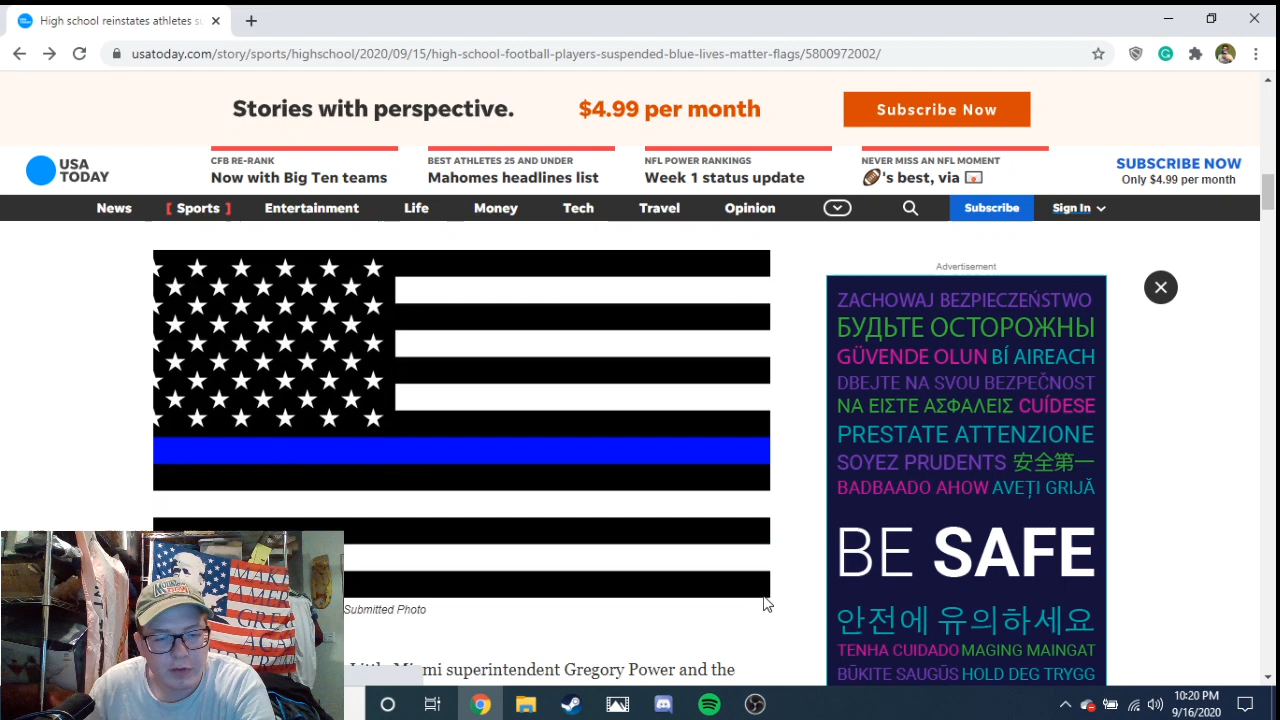 High school reinstates athletes su
usatoday.com/story/sports/highschool/2020/09/15/high-school-football-players-suspended-blue-lives-matter-flags/5800972002/
Stories with perspective. $4.99 per month Subscribe Now
USA TODAY
CFB RE-RANK
Now with Big Ten teams
BEST ATHLETES 25 AND UNDER
Mahomes headlines list
NFL POWER RANKINGS
Week 1 status update
NEVER MISS AN NFL MOMENT
🏈's best, via 💌
SUBSCRIBE NOW
Only $4.99 per month
News [ Sports ] Entertainment Life Money Tech Travel Opinion Subscribe Sign In
Advertisement
ZACHOWAJ BEZPIECZEŃSTWO
БУДЬТЕ ОСТОРОЖНЫ
GÜVENDE OLUN BÍ AIREACH
DBEJTE NA SVOU BEZPEČNOST
ΝΑ ΕΙΣΤΕ ΑΣΦΑΛΕΙΣ CUÍDESE
PRESTATE ATTENZIONE
SOYEZ PRUDENTS 安全第一
BADBAADO AHOW AVEȚI GRIJĂ
BE SAFE
안전에 유의하세요
TENHA CUIDADO MAGING MAINGAT
BŪKITE SAUGŪS HOLD DEG TRYGG
Submitted Photo
Little Miami superintendent Gregory Power and the
MAKE
AMERICA
GREAT
AGAIN
10:20 PM
9/16/2020